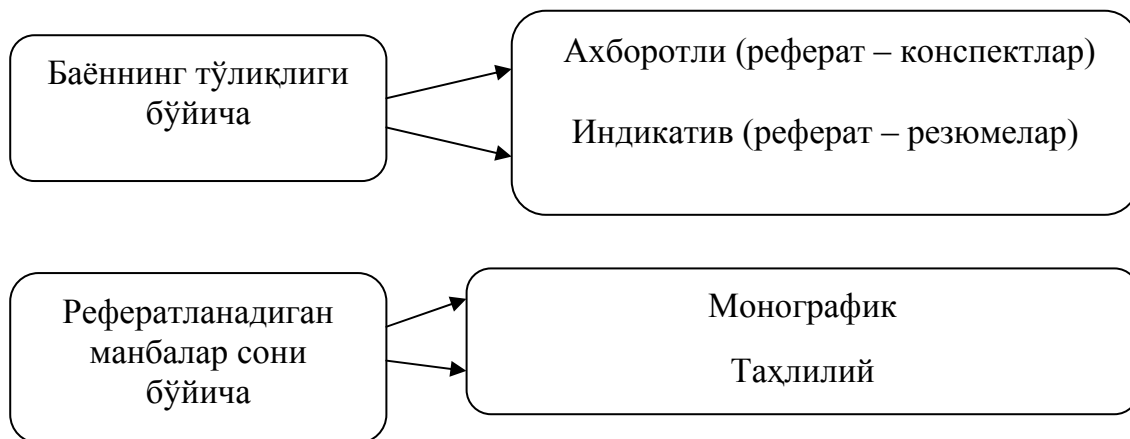 Баённинг тўлиқлиги
бўйича
Ахборотли (реферат – конспектлар)
Индикатив (реферат – резюмелар)
Рефератланадиган
манбалар сони
бўйича
Монографик
Таҳлилий